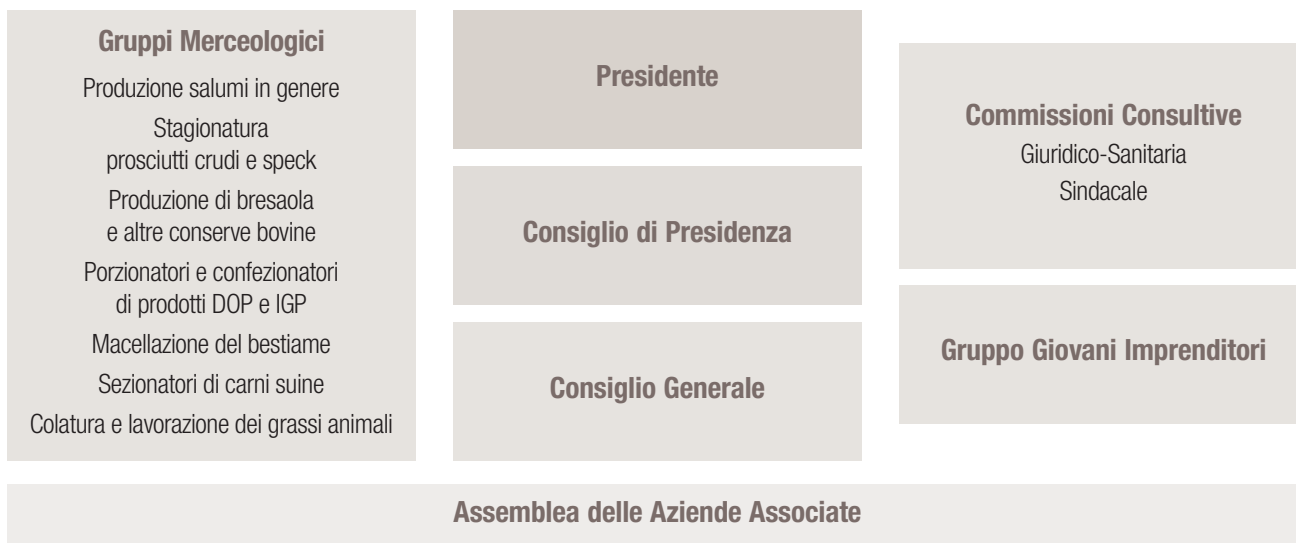 Gruppi Merceologici
Produzione salumi in genere
Stagionatura
prosciutti crudi e speck
Produzione di bresaola
e altre conserve bovine
Porzionatori e confezionatori
di prodotti DOP e IGP
Macellazione del bestiame
Sezionatori di carni suine
Colatura e lavorazione dei grassi animali
Presidente
Consiglio di Presidenza
Consiglio Generale
Commissioni Consultive
Giuridico-Sanitaria
Sindacale
Gruppo Giovani Imprenditori
Assemblea delle Aziende Associate